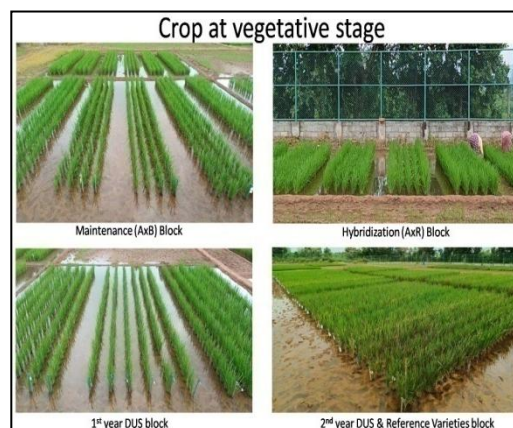 Crop at vegetative stage
Maintenance (AxB) Block
Hybridization (AxR) Block
1st year DUS block
2nd year DUS & Reference Varieties block